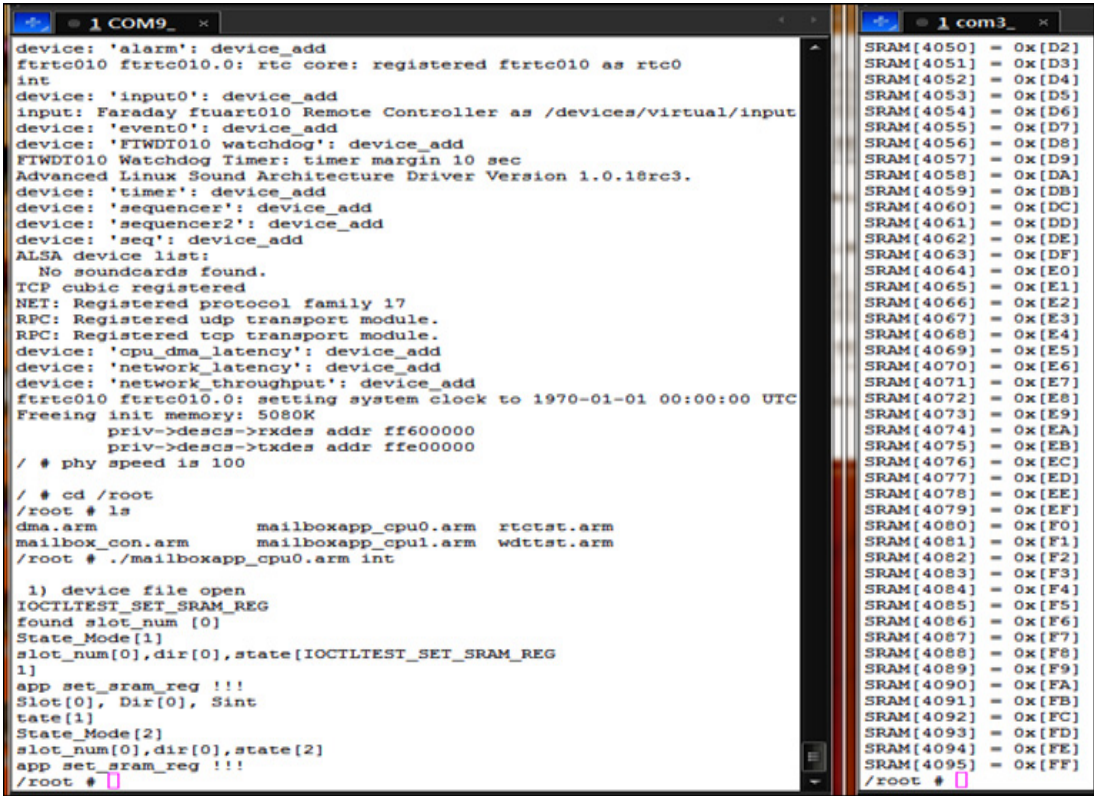 1 COM9_ ×
device: 'alarm': device_add
ftrtc010 ftrtc010.0: rtc core: registered ftrtc010 as rtc0
int
device: 'input0': device_add
input: Faraday ftuart010 Remote Controller as /devices/virtual/input
device: 'event0': device_add
device: 'FTWDT010 watchdog': device_add
FTWDT010 Watchdog Timer: timer margin 10 sec
Advanced Linux Sound Architecture Driver Version 1.0.18rc3.
device: 'timer': device_add
device: 'sequencer': device_add
device: 'sequencer2': device_add
device: 'seq': device_add
ALSA device list:
  No soundcards found.
TCP cubic registered
NET: Registered protocol family 17
RPC: Registered udp transport module.
RPC: Registered tcp transport module.
device: 'cpu_dma_latency': device_add
device: 'network_latency': device_add
device: 'network_throughput': device_add
ftrtc010 ftrtc010.0: setting system clock to 1970-01-01 00:00:00 UTC
Freeing init memory: 5080K
        priv->descs->rxdes addr ff600000
        priv->descs->txdes addr ffe00000
/ # phy speed is 100
/ # cd /root
/root # ls
dma.arm mailboxapp_cpu0.arm rtctst.arm
mailbox_con.arm mailboxapp_cpu1.arm wdttst.arm
/root # ./mailboxapp_cpu0.arm int
 1) device file open
IOCTLTEST_SET_SRAM_REG
found slot_num [0]
State_Mode[1]
slot_num[0],dir[0],state[IOCTLTEST_SET_SRAM_REG
1]
app set_sram_reg !!!
Slot[0], Dir[0], Sint
tate[1]
State_Mode[2]
slot_num[0],dir[0],state[2]
app set_sram_reg !!!
/root #
1 com3_ ×
SRAM[4050] = 0x[D2]
SRAM[4051] = 0x[D3]
SRAM[4052] = 0x[D4]
SRAM[4053] = 0x[D5]
SRAM[4054] = 0x[D6]
SRAM[4055] = 0x[D7]
SRAM[4056] = 0x[D8]
SRAM[4057] = 0x[D9]
SRAM[4058] = 0x[DA]
SRAM[4059] = 0x[DB]
SRAM[4060] = 0x[DC]
SRAM[4061] = 0x[DD]
SRAM[4062] = 0x[DE]
SRAM[4063] = 0x[DF]
SRAM[4064] = 0x[E0]
SRAM[4065] = 0x[E1]
SRAM[4066] = 0x[E2]
SRAM[4067] = 0x[E3]
SRAM[4068] = 0x[E4]
SRAM[4069] = 0x[E5]
SRAM[4070] = 0x[E6]
SRAM[4071] = 0x[E7]
SRAM[4072] = 0x[E8]
SRAM[4073] = 0x[E9]
SRAM[4074] = 0x[EA]
SRAM[4075] = 0x[EB]
SRAM[4076] = 0x[EC]
SRAM[4077] = 0x[ED]
SRAM[4078] = 0x[EE]
SRAM[4079] = 0x[EF]
SRAM[4080] = 0x[F0]
SRAM[4081] = 0x[F1]
SRAM[4082] = 0x[F2]
SRAM[4083] = 0x[F3]
SRAM[4084] = 0x[F4]
SRAM[4085] = 0x[F5]
SRAM[4086] = 0x[F6]
SRAM[4087] = 0x[F7]
SRAM[4088] = 0x[F8]
SRAM[4089] = 0x[F9]
SRAM[4090] = 0x[FA]
SRAM[4091] = 0x[FB]
SRAM[4092] = 0x[FC]
SRAM[4093] = 0x[FD]
SRAM[4094] = 0x[FE]
SRAM[4095] = 0x[FF]
/root #